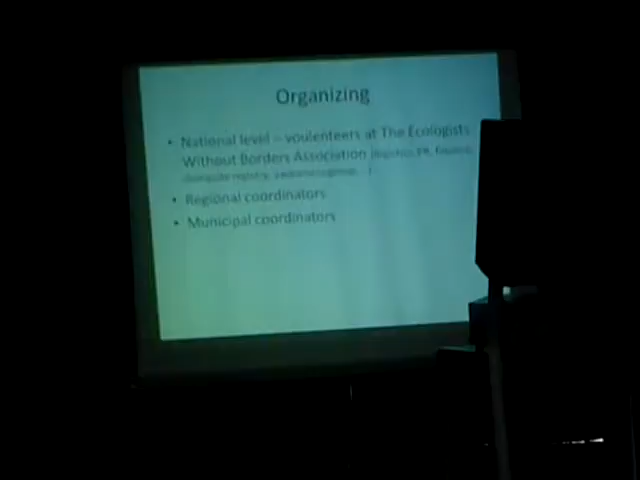 Organizing
• National level – voulenteers at The Ecologists
Without Borders Association
• Regional coordinators
• Municipal coordinators